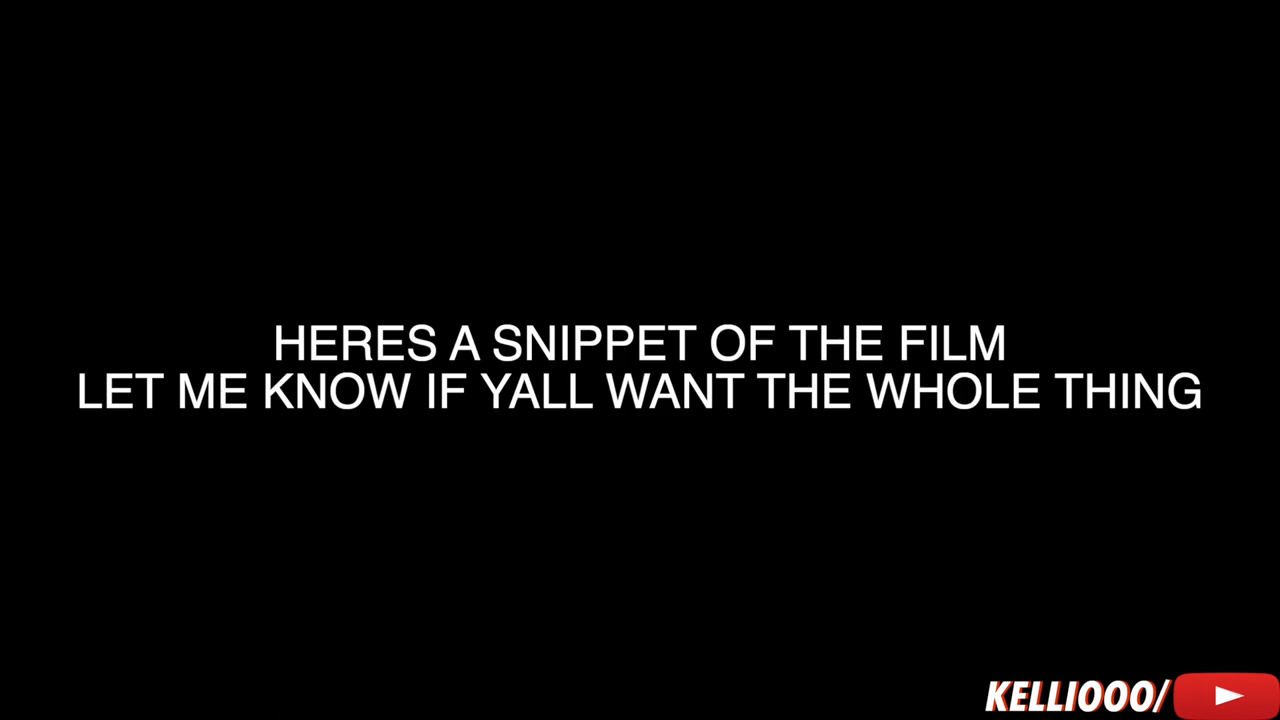 HERES A SNIPPET OF THE FILM
LET ME KNOW IF YALL WANT THE WHOLE THING
KELLIOOO/